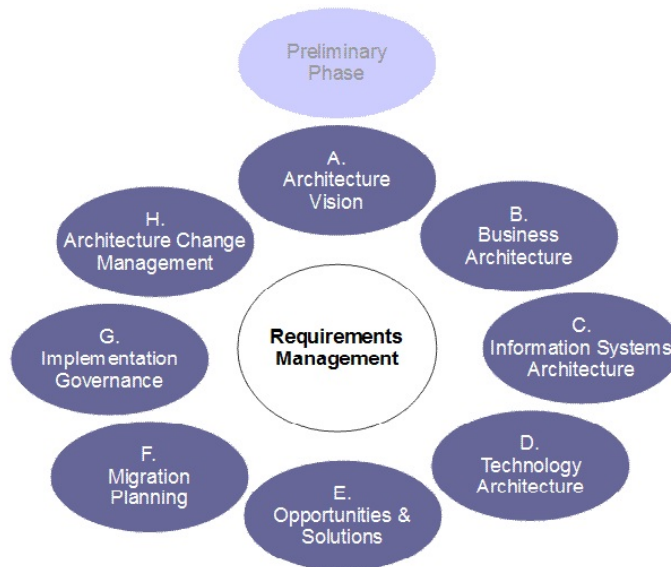 Preliminary
Phase
A.
Architecture
Vision
B.
Business
Architecture
C.
Information Systems
Architecture
D.
Technology
Architecture
E.
Opportunities &
Solutions
F.
Migration
Planning
G.
Implementation
Governance
H.
Architecture Change
Management
Requirements
Management